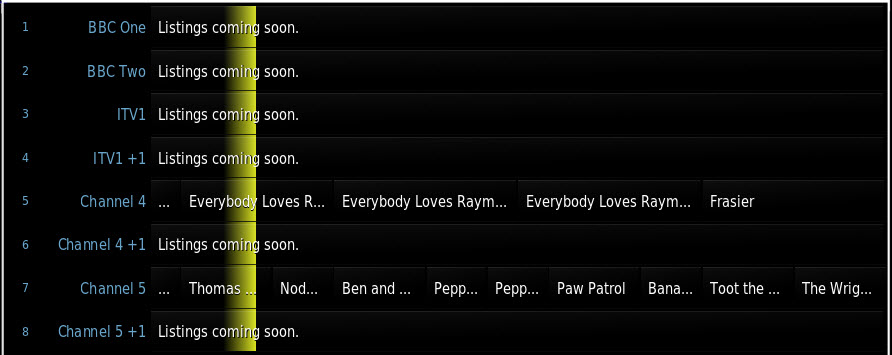 1 BBC One Listings coming soon.
2 BBC Two Listings coming soon.
3 ITV1 Listings coming soon.
4 ITV1 +1 Listings coming soon.
5 Channel 4 ... Everybody Loves R... Everybody Loves Raym... Everybody Loves Raym... Frasier
6 Channel 4 +1 Listings coming soon.
7 Channel 5 ... Thomas ... Nod... Ben and ... Pepp... Pepp... Paw Patrol Bana... Toot the ... The Wrig...
8 Channel 5 +1 Listings coming soon.